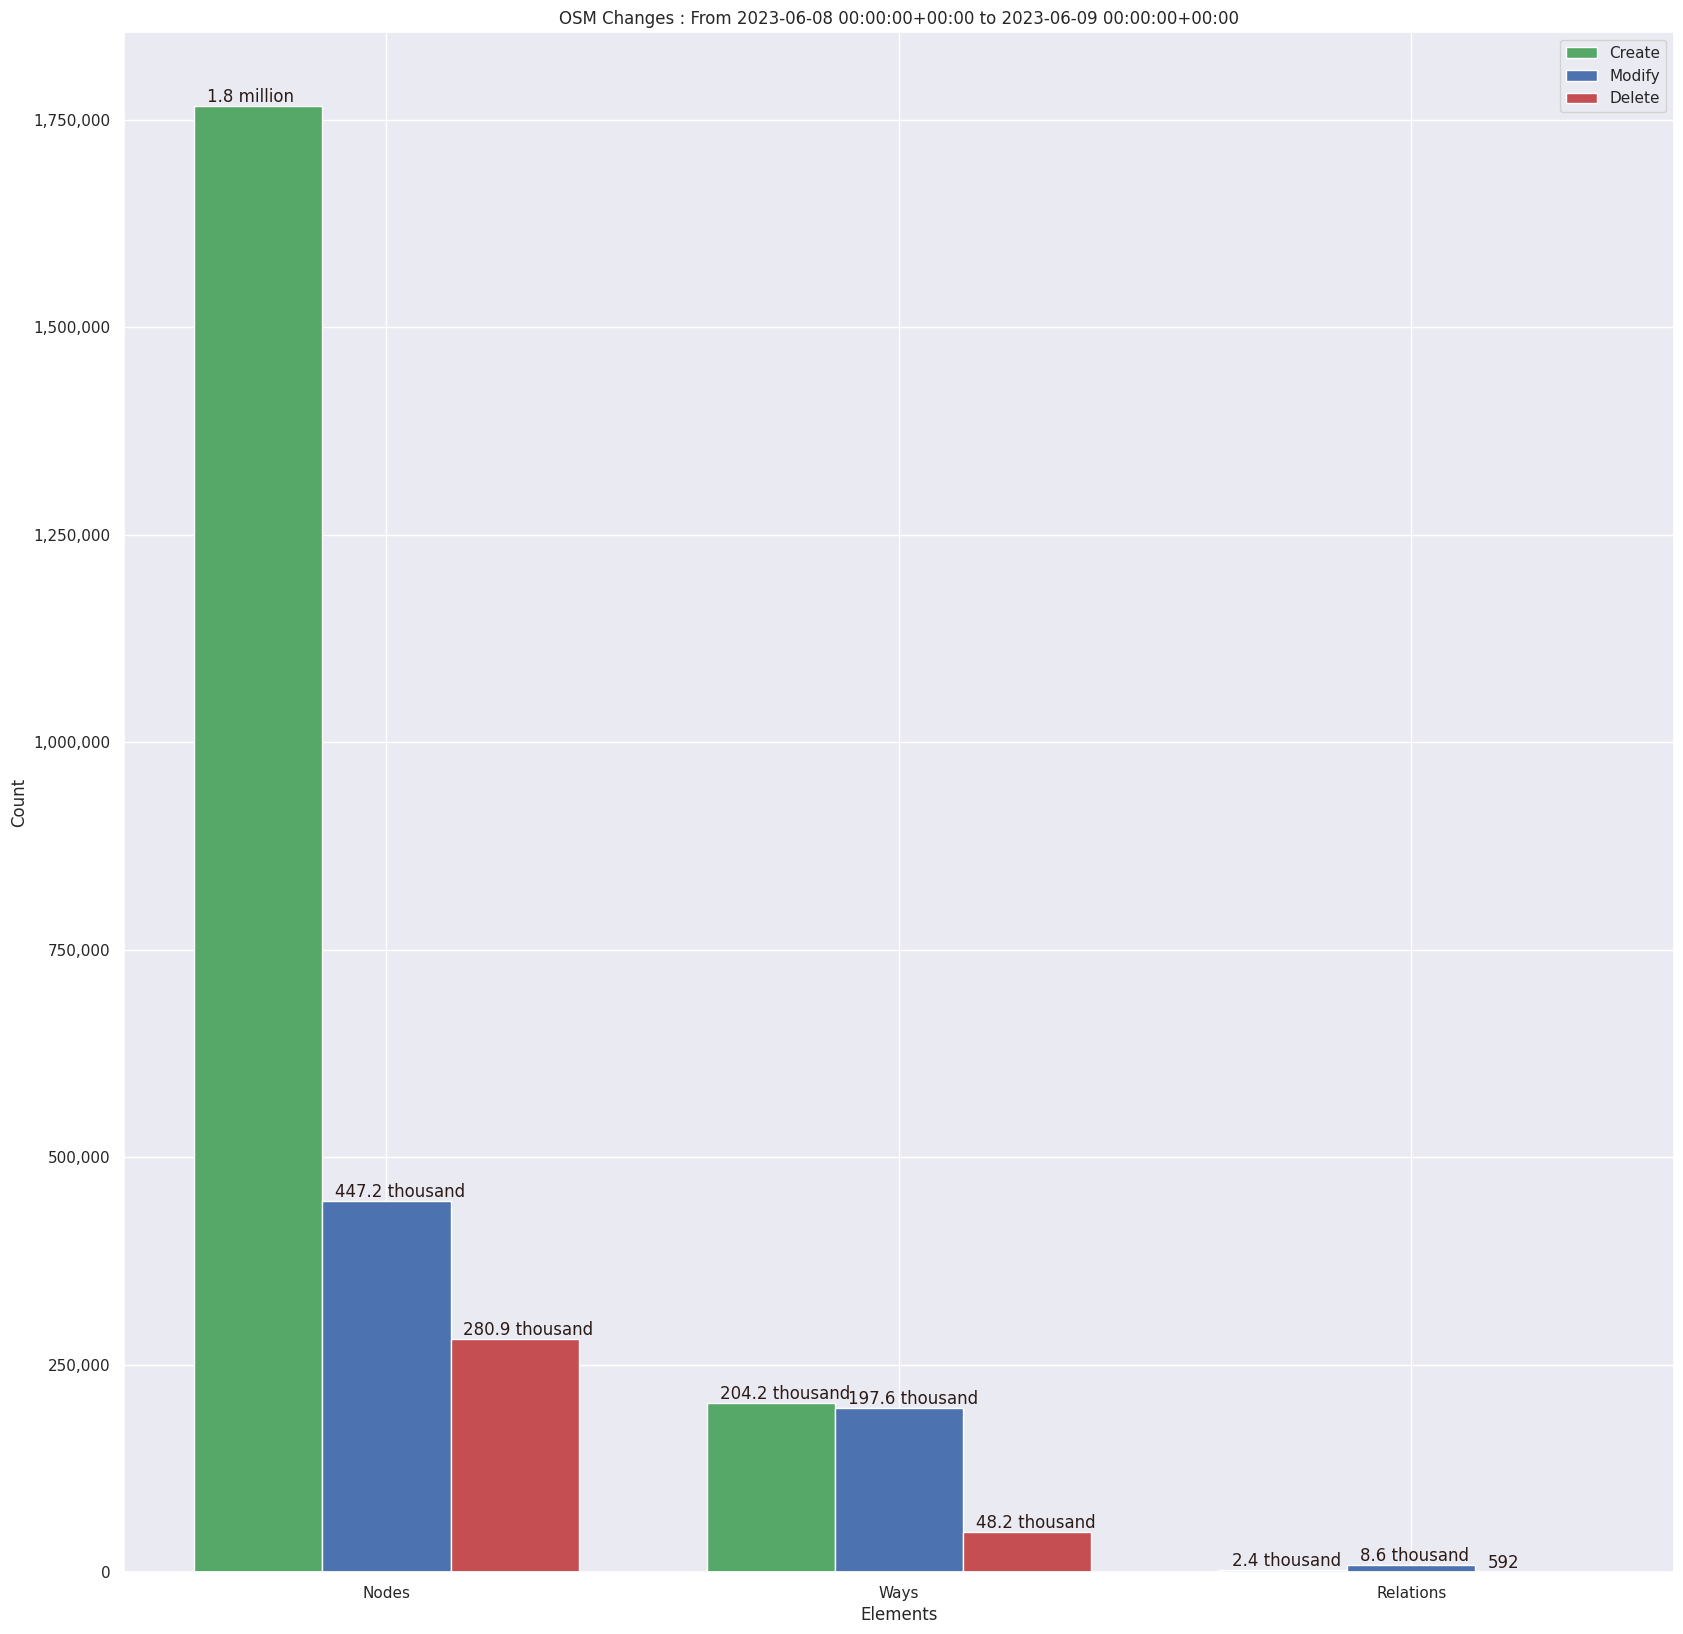 OSM Changes : From 2023-06-08 00:00:00+00:00 to 2023-06-09 00:00:00+00:00
Create
Modify
Delete
1.8 million
1,750,000
1,500,000
1,250,000
1,000,000
Count
750,000
500,000
447.2 thousand
280.9 thousand
250,000
204.2 thousand
197.6 thousand
48.2 thousand
2.4 thousand
8.6 thousand
592
0
Nodes
Ways
Relations
Elements